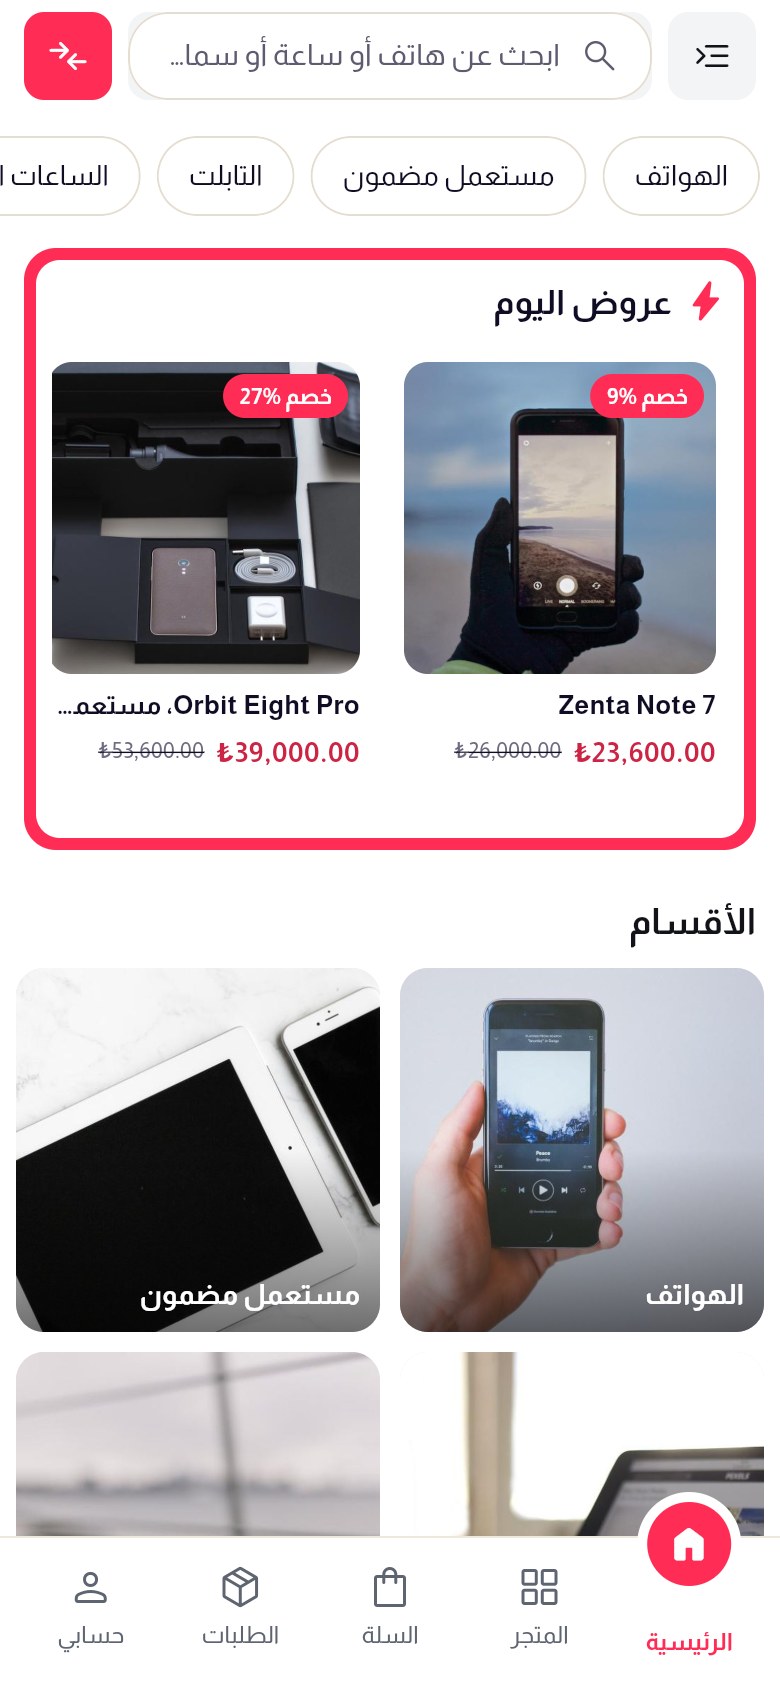 ابحث عن هاتف أو ساعة أو سما...
الهواتف
مستعمل مضمون
التابلت
الساعات ا
عروض اليوم
خصم 9%
خصم 27%
Zenta Note 7
Orbit Eight Pro، مستعمـ...
₺23,600.00 ₺26,000.00
₺39,000.00 ₺53,600.00
الأقسام
الهواتف
مستعمل مضمون
الرئيسية
المتجر
السلة
الطلبات
حسابي